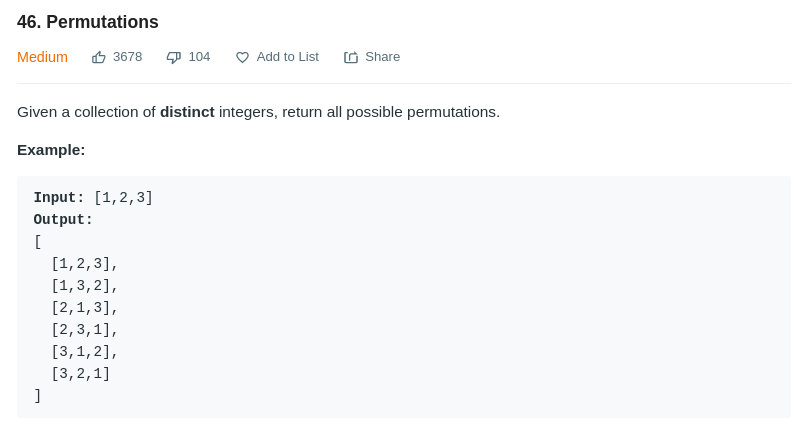 46. Permutations
Medium 3678 104 Add to List Share
Given a collection of distinct integers, return all possible permutations.
Example:
Input: [1,2,3]
Output:
[
  [1,2,3],
  [1,3,2],
  [2,1,3],
  [2,3,1],
  [3,1,2],
  [3,2,1]
]